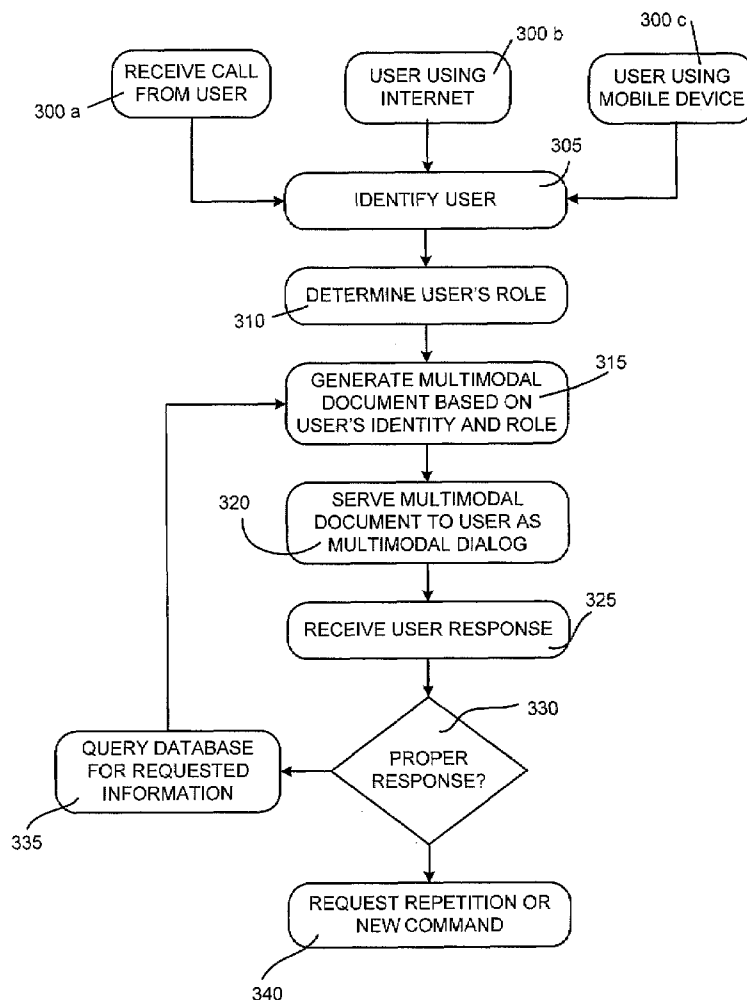 300 a
RECEIVE CALL
FROM USER
300 b
USER USING
INTERNET
300 c
USER USING
MOBILE DEVICE
305
IDENTIFY USER
DETERMINE USER'S ROLE
310
315
GENERATE MULTIMODAL
DOCUMENT BASED ON
USER'S IDENTITY AND ROLE
320
SERVE MULTIMODAL
DOCUMENT TO USER AS
MULTIMODAL DIALOG
325
RECEIVE USER RESPONSE
330
PROPER
RESPONSE?
QUERY DATABASE
FOR REQUESTED
INFORMATION
335
REQUEST REPETITION OR
NEW COMMAND
340